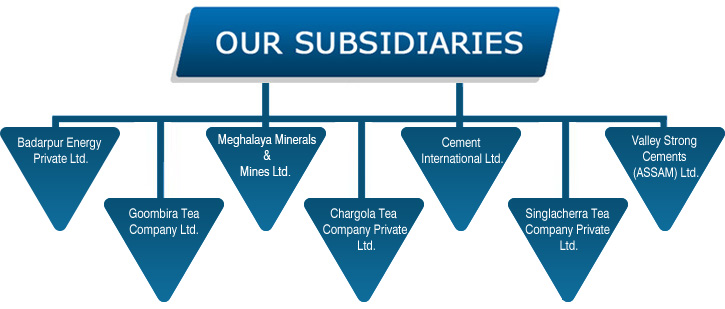 OUR SUBSIDIARIES
Badarpur Energy
Private Ltd.
Goombira Tea
Company Ltd.
Meghalaya Minerals
&
Mines Ltd.
Chargola Tea
Company Private
Ltd.
Cement
International Ltd.
Singlacherra Tea
Company Private
Ltd.
Valley Strong
Cements
(ASSAM) Ltd.